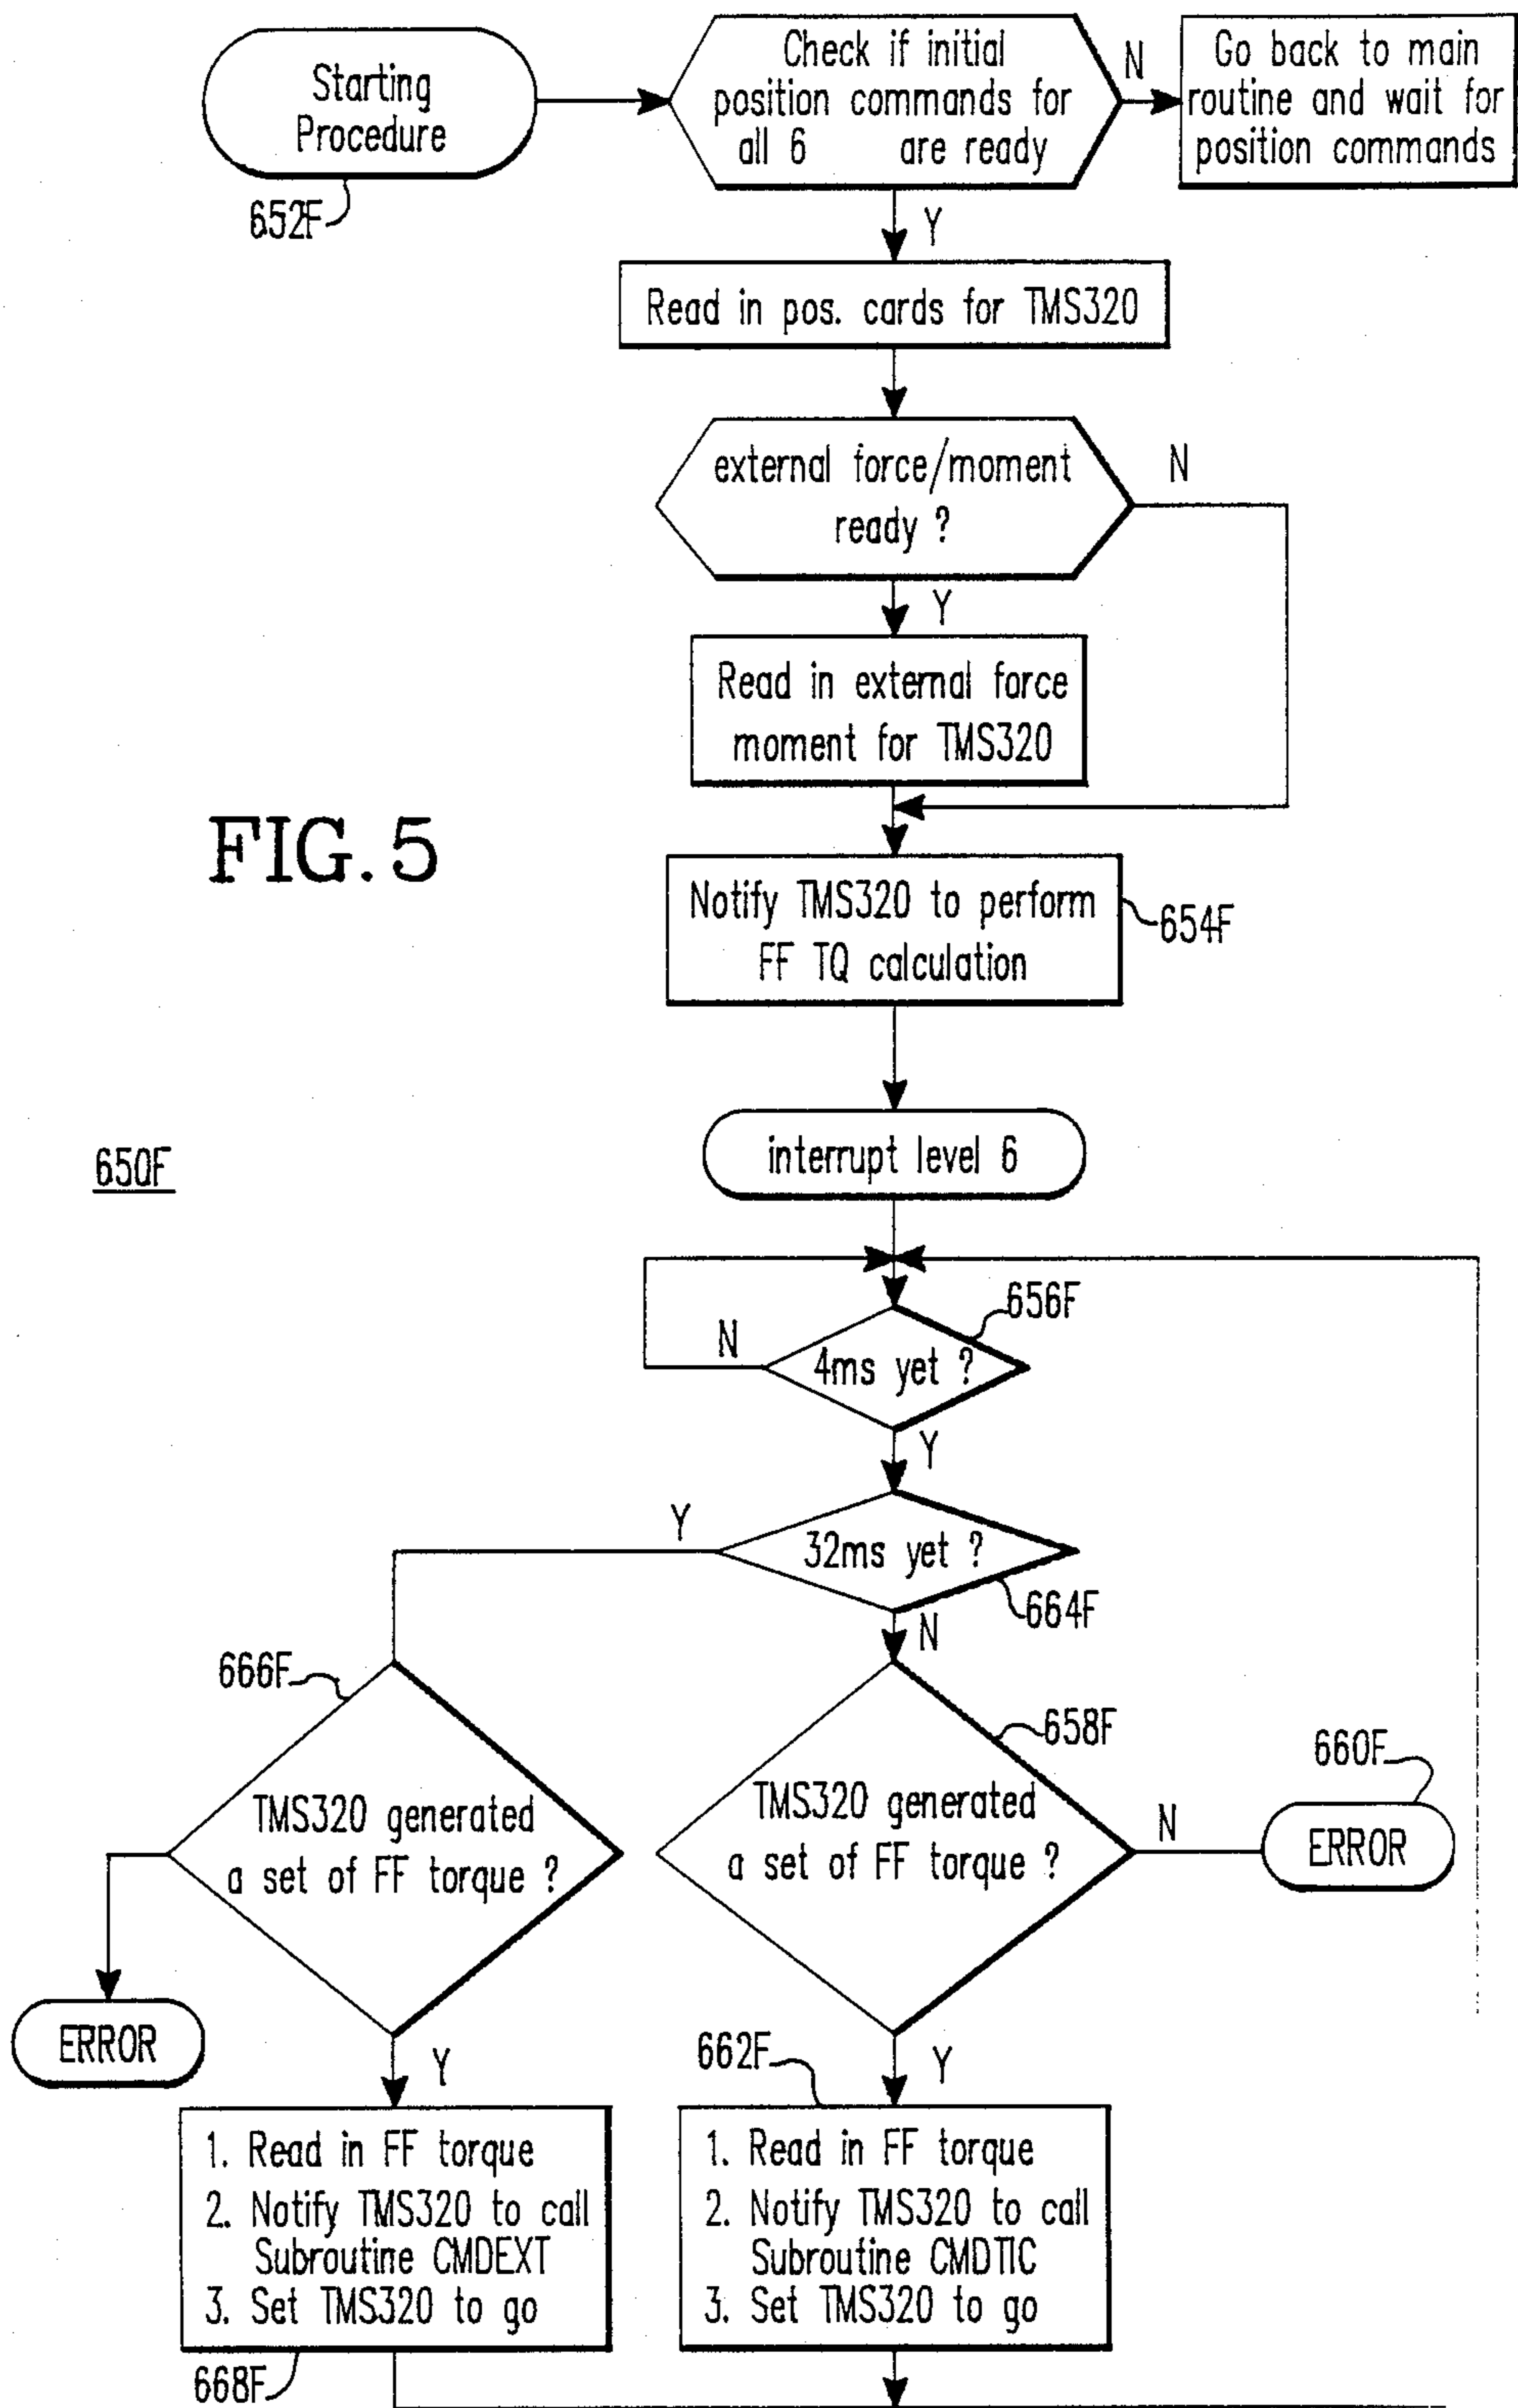 Starting
Procedure
652F
Check if initial
position commands for
all 6 are ready
N
Go back to main
routine and wait for
position commands
Y
Read in pos. cards for TMS320
external force/moment
ready ?
N
Y
Read in external force
moment for TMS320
FIG. 5
Notify TMS320 to perform
FF TQ calculation
654F
interrupt level 6
650F
656F
N
4ms yet ?
Y
Y
32ms yet ?
664F
N
666F
658F
660F
TMS320 generated
a set of FF torque ?
TMS320 generated
a set of FF torque ?
N
ERROR
ERROR
Y
662F
Y
1. Read in FF torque
2. Notify TMS320 to call
Subroutine CMDEXT
3. Set TMS320 to go
668F
1. Read in FF torque
2. Notify TMS320 to call
Subroutine CMDTIC
3. Set TMS320 to go